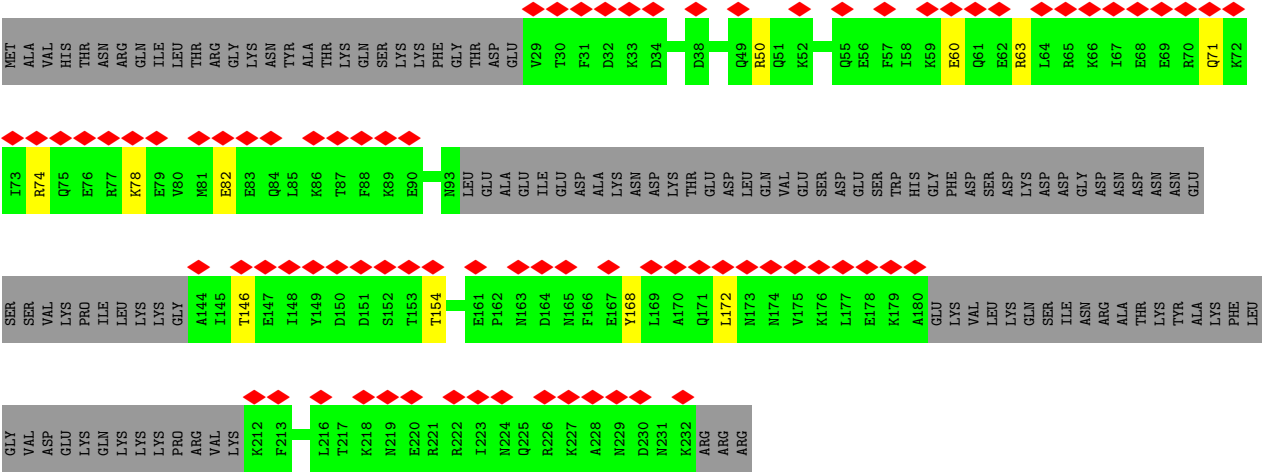 MET ALA VAL HIS THR ASN ARG GLN ILE LEU THR ARG GLY LYS ASN TYR ALA THR LYS GLN SER LYS LYS PHE GLY THR ASP GLU V29 T30 F31 D32 K33 D34 D38 Q49 R50 Q51 K52 Q55 E56 F57 I58 K59 E60 Q61 E62 R63 L64 R65 K66 I67 E68 E69 R70 Q71 K72
I73 R74 Q75 E76 R77 K78 E79 V80 M81 E82 E83 Q84 L85 K86 T87 F88 K89 E90 N93 LEU GLU ALA GLU ILE GLU ASP ALA LYS ASN ASP LYS THR GLU ASP LEU GLN VAL GLU SER ASP GLU SER TRP HIS GLY PHE ASP SER ASP LYS ASP ASP GLY ASP ASN ASP ASN ASN GLU
SER SER VAL LYS PRO ILE LEU LYS LYS GLY A144 I145 T146 E147 I148 Y149 D150 D151 S152 T153 T154 E161 P162 N163 D164 N165 F166 E167 Y168 L169 A170 Q171 L172 N173 N174 V175 K176 L177 E178 K179 A180 GLU LYS VAL LEU LYS GLN SER ILE ASN ARG ALA THR LYS TYR ALA LYS PHE LEU
GLY VAL ASP GLU LYS GLN LYS LYS LYS PRO ARG VAL LYS K212 F213 L216 T217 K218 N219 E220 R221 R222 I223 N224 Q225 R226 K227 A228 N229 D230 N231 K232 ARG ARG ARG